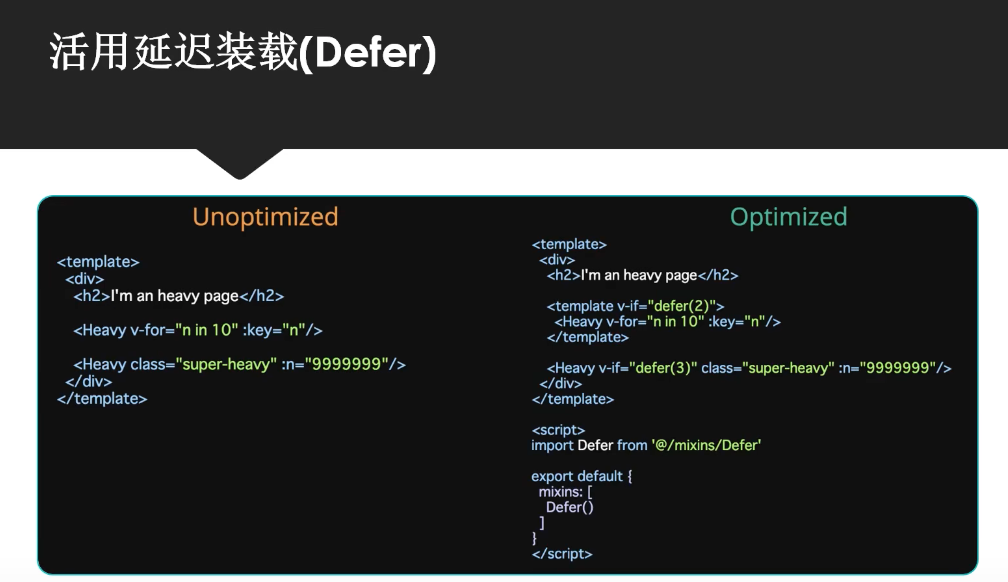 活用延迟装载(Defer)
Unoptimized
<template>
<div>
<h2>I'm an heavy page</h2>
<Heavy v-for="n in 10" :key="n"/>
<Heavy class="super-heavy" :n="9999999"/>
</div>
</template>
Optimized
<template>
<div>
<h2>I'm an heavy page</h2>
<template v-if="defer(2)">
<Heavy v-for="n in 10" :key="n"/>
</template>
<Heavy v-if="defer(3)" class="super-heavy" :n="9999999"/>
</div>
</template>
<script>
import Defer from '@/mixins/Defer'
export default {
mixins: [
Defer()
]
}
</script>